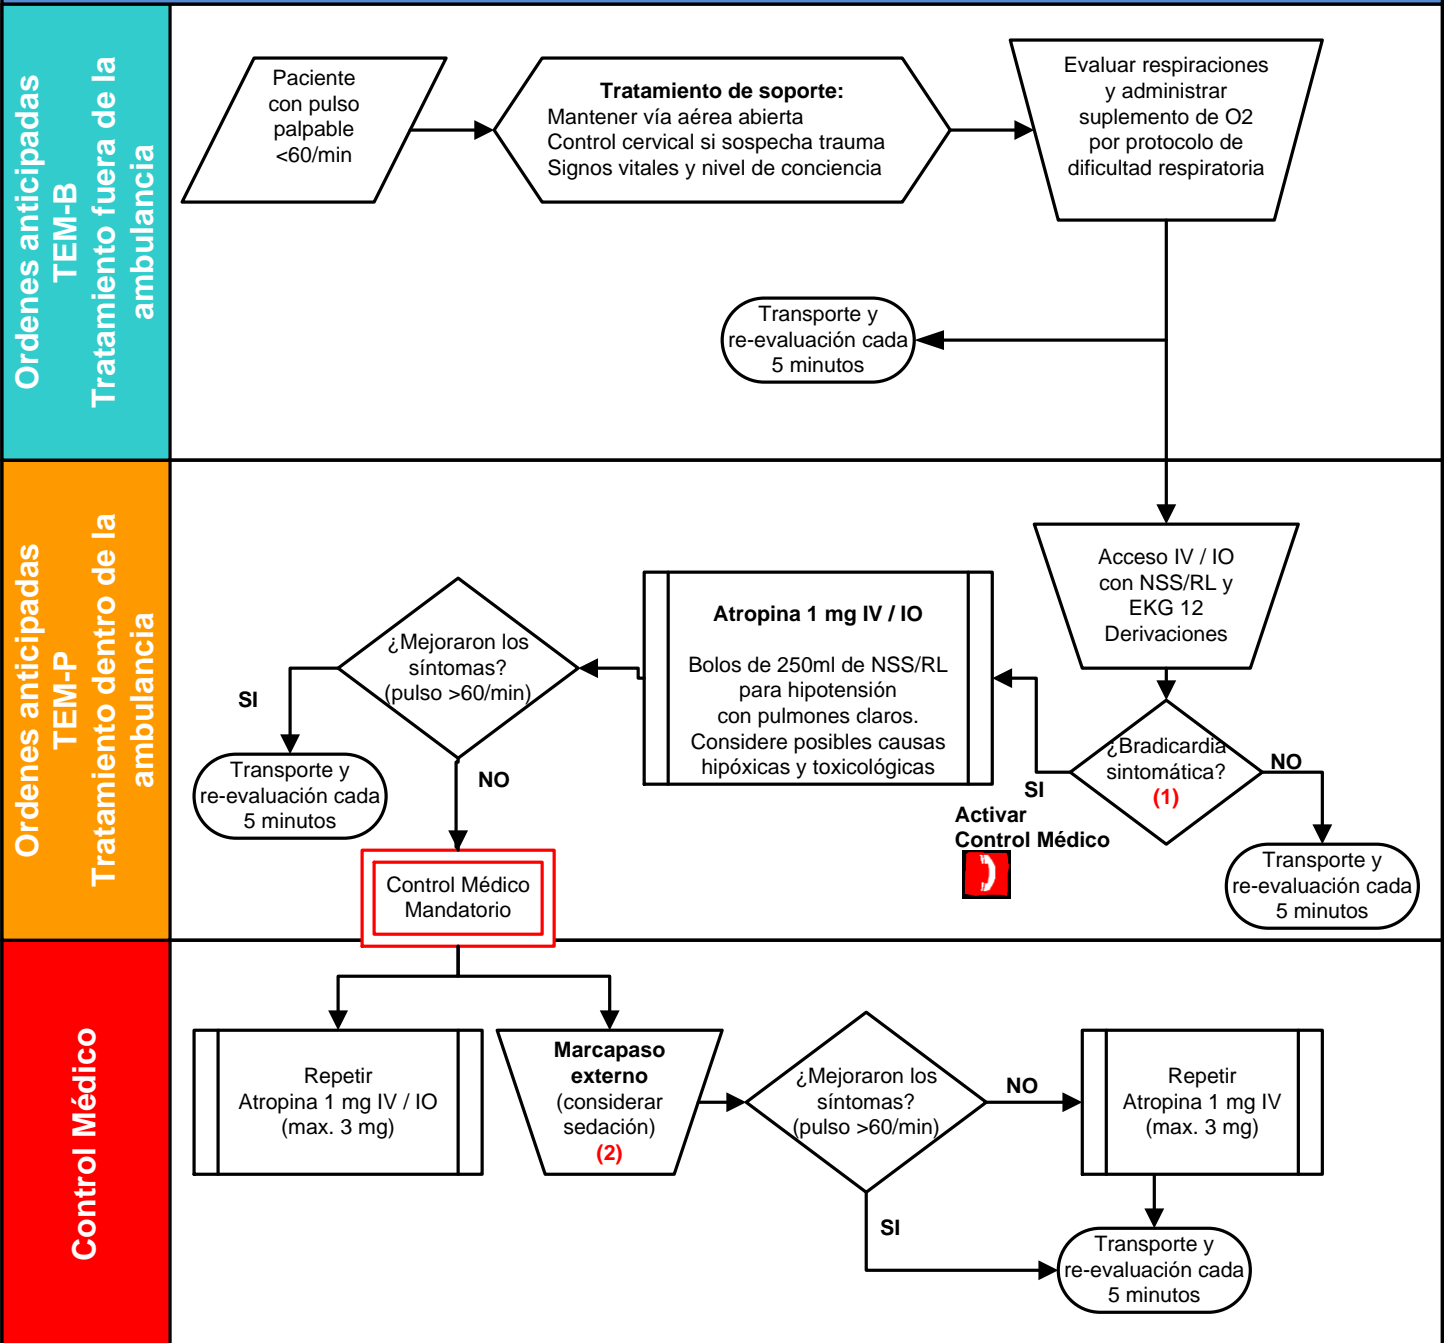 Ordenes anticipadas
TEM-B
Tratamiento fuera de la
ambulancia
Paciente
con pulso
palpable
<60/min
Tratamiento de soporte:
Mantener vía aérea abierta
Control cervical si sospecha trauma
Signos vitales y nivel de conciencia
Evaluar respiraciones
y administrar
suplemento de O2
por protocolo de
dificultad respiratoria
Transporte y
re-evaluación cada
5 minutos
Ordenes anticipadas
TEM-P
Tratamiento dentro de la
ambulancia
Acceso IV / IO
con NSS/RL y
EKG 12
Derivaciones
¿Bradicardia
sintomática?
(1)
NO
Transporte y
re-evaluación cada
5 minutos
SI
Activar
Control Médico
Atropina 1 mg IV / IO
Bolos de 250ml de NSS/RL
para hipotensión
con pulmones claros.
Considere posibles causas
hipóxicas y toxicológicas
¿Mejoraron los
síntomas?
(pulso >60/min)
SI
Transporte y
re-evaluación cada
5 minutos
NO
Control Médico
Mandatorio
Control Médico
Repetir
Atropina 1 mg IV / IO
(max. 3 mg)
Marcapaso
externo
(considerar
sedación)
(2)
¿Mejoraron los
síntomas?
(pulso >60/min)
NO
Repetir
Atropina 1 mg IV
(max. 3 mg)
SI
Transporte y
re-evaluación cada
5 minutos